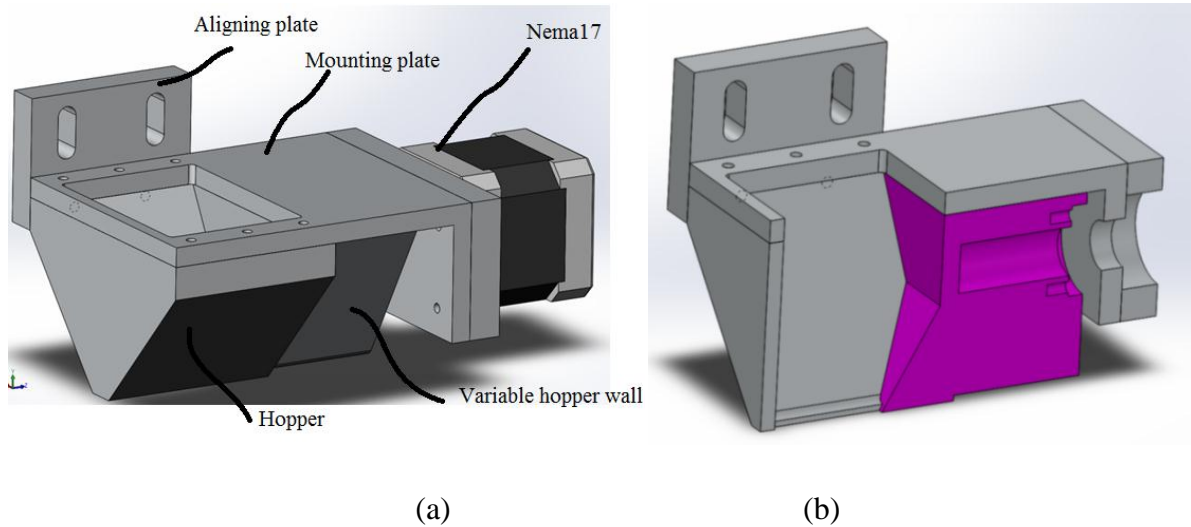 Aligning plate
Nema17
Mounting plate
Variable hopper wall
Hopper
(a)
(b)